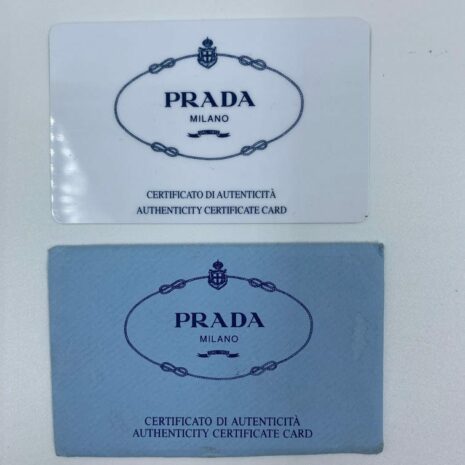 PRADA
MILANO
CERTIFICATO DI AUTENTICITÀ
AUTHENTICITY CERTIFICATE CARD
PRADA
MILANO
CERTIFICATO DI AUTENTICITÀ
AUTHENTICITY CERTIFICATE CARD